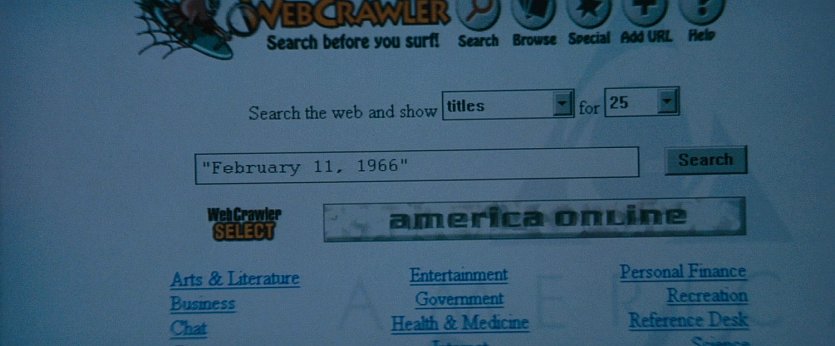 WEBCRAWLER
Search before you surf! Search Browse Special Add URL Help
Search the web and show titles for 25
"February 11, 1966" Search
WebCrawler
SELECT
america online
Arts & Literature Entertainment Personal Finance
Business Government Recreation
Chat Health & Medicine Reference Desk
Internet Science
A M E R I C